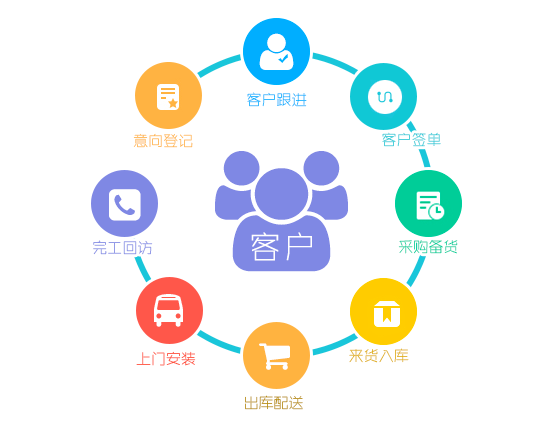 客户跟进
意向登记
客户签单
客户
完工回访
采购备货
上门安装
来货入库
出库配送